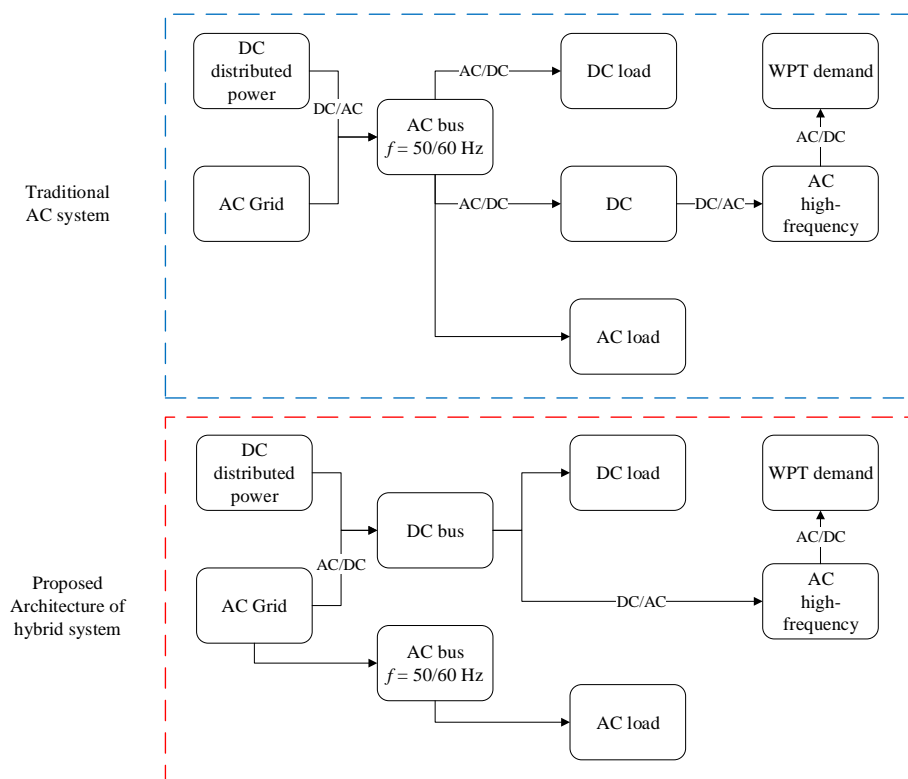 Traditional
AC system
DC
distributed
power
DC/AC
AC Grid
AC bus
f = 50/60 Hz
AC/DC
DC load
AC/DC
DC
DC/AC
AC
high-
frequency
AC/DC
WPT demand
AC load
Proposed
Architecture of
hybrid system
DC
distributed
power
AC/DC
AC Grid
DC bus
AC bus
f = 50/60 Hz
DC load
DC/AC
AC
high-
frequency
AC/DC
WPT demand
AC load